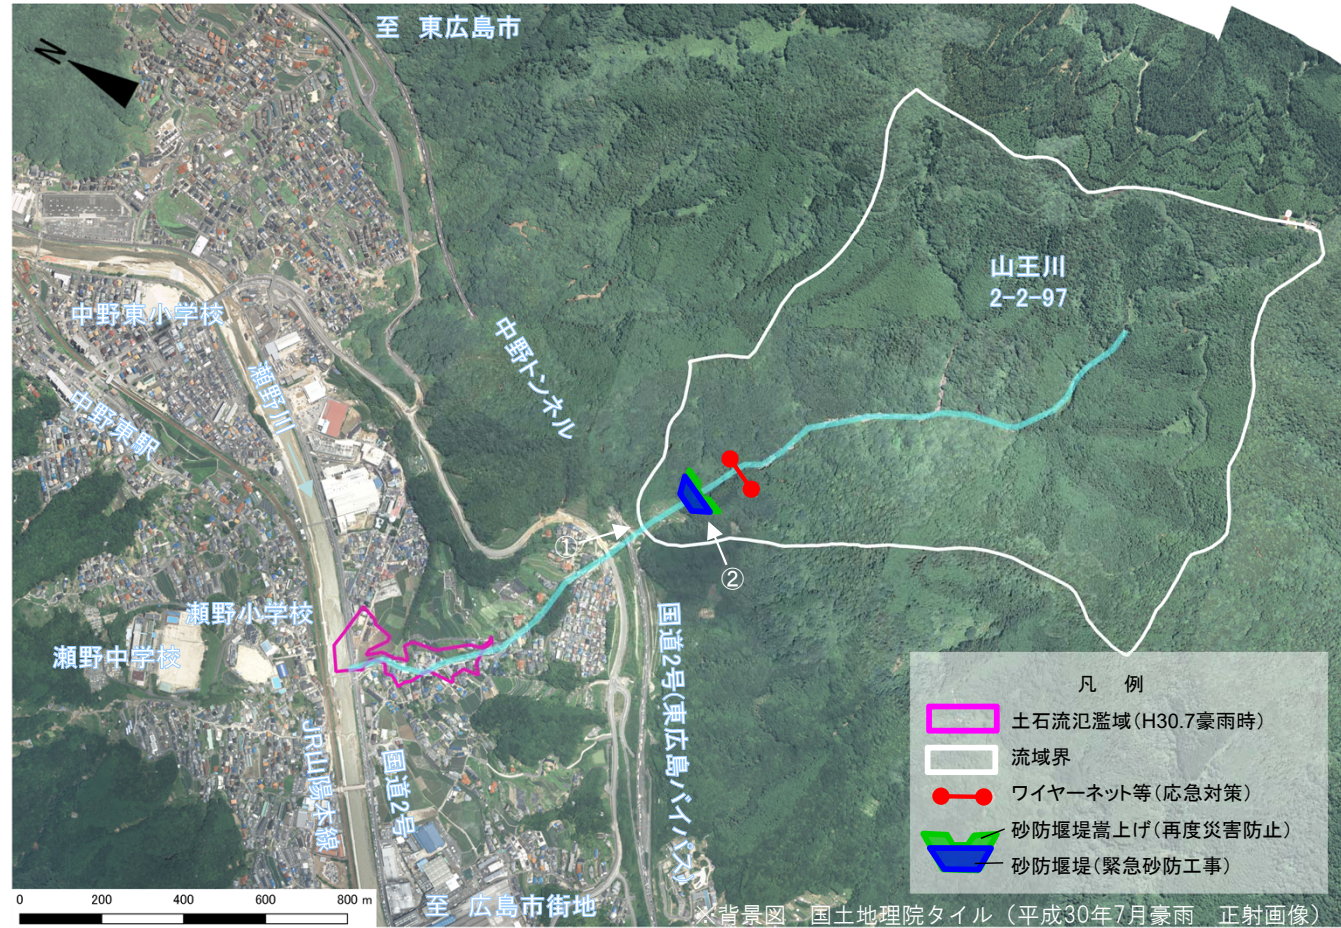 至 東広島市
N
山王川
2-2-97
中野東小学校
中野トンネル
瀬野川
中野東駅
①
②
瀬野小学校
瀬野中学校
国道2号(東広島バイパス)
JR山陽本線
国道2号
至 広島市街地
凡 例
土石流氾濫域(H30.7豪雨時)
流域界
ワイヤーネット等(応急対策)
砂防堰堤嵩上げ(再度災害防止)
砂防堰堤(緊急砂防工事)
0 200 400 600 800 m
※背景図:国土地理院タイル(平成30年7月豪雨 正射画像)